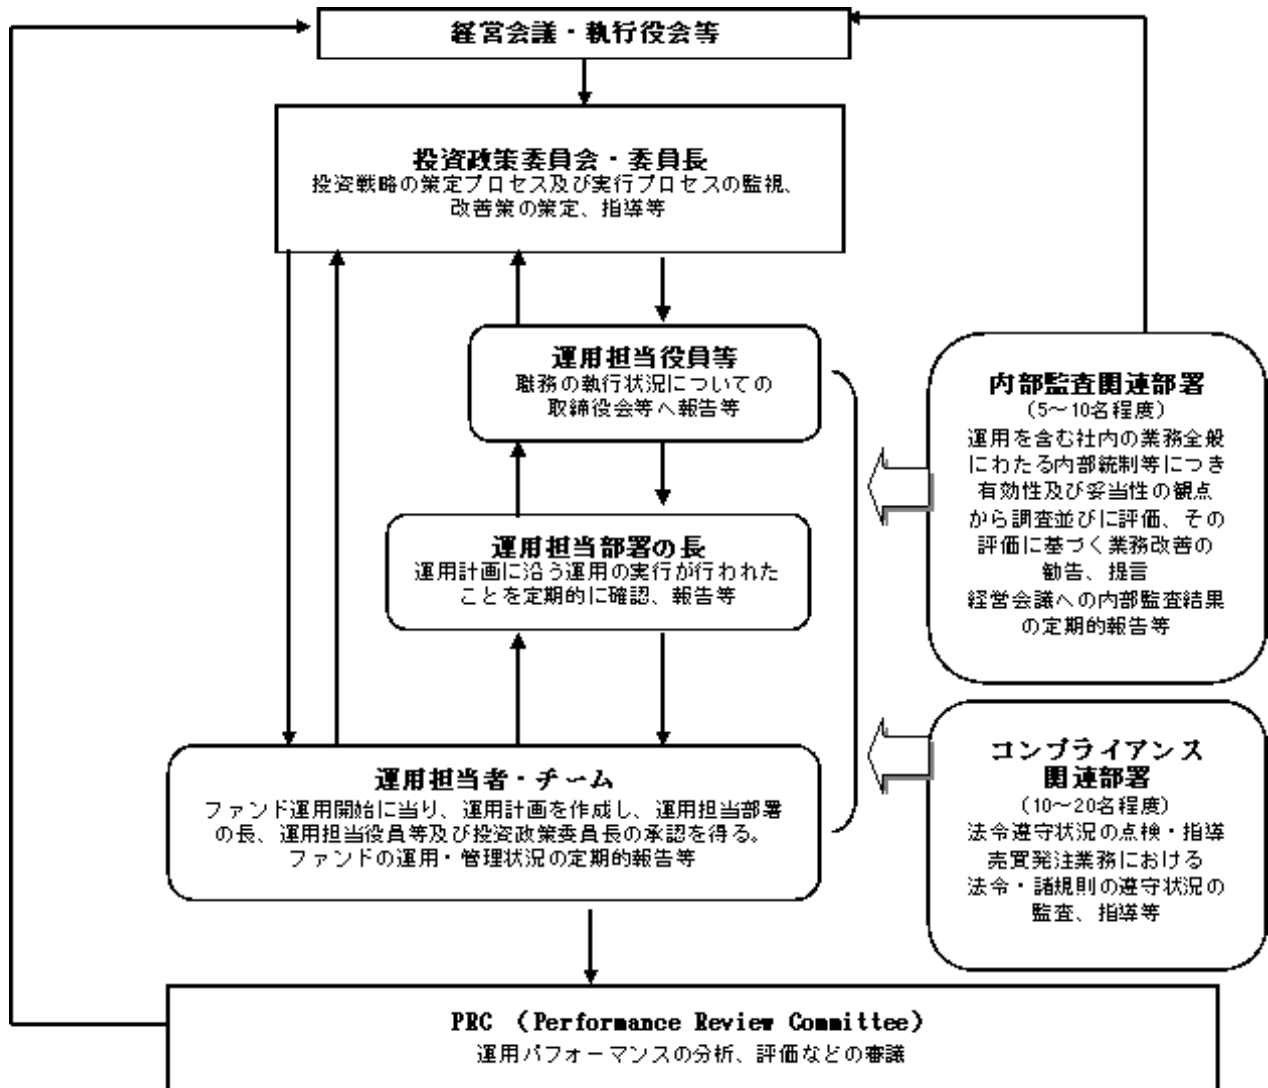 経営会議・執行役会等
投資政策委員会・委員長
投資戦略の策定プロセス及び実行プロセスの監視、
改善策の策定、指導等
運用担当役員等
職務の執行状況についての
取締役会等へ報告等
運用担当部署の長
運用計画に沿う運用の実行が行われた
ことを定期的に確認、報告等
運用担当者・チーム
ファンド運用開始に当り、運用計画を作成し、運用担当部署
の長、運用担当役員等及び投資政策委員長の承認を得る。
ファンドの運用・管理状況の定期的報告等
内部監査関連部署
(5～10名程度)
運用を含む社内の業務全般
にわたる内部統制等につき
有効性及び妥当性の観点
から調査並びに評価、その
評価に基づく業務改善の
勧告、提言
経営会議への内部監査結果
の定期的報告等
コンプライアンス
関連部署
(10～20名程度)
法令遵守状況の点検・指導
売買発注業務における
法令・諸規則の遵守状況の
監査、指導等
PRC (Performance Review Committee)
運用パフォーマンスの分析、評価などの審議